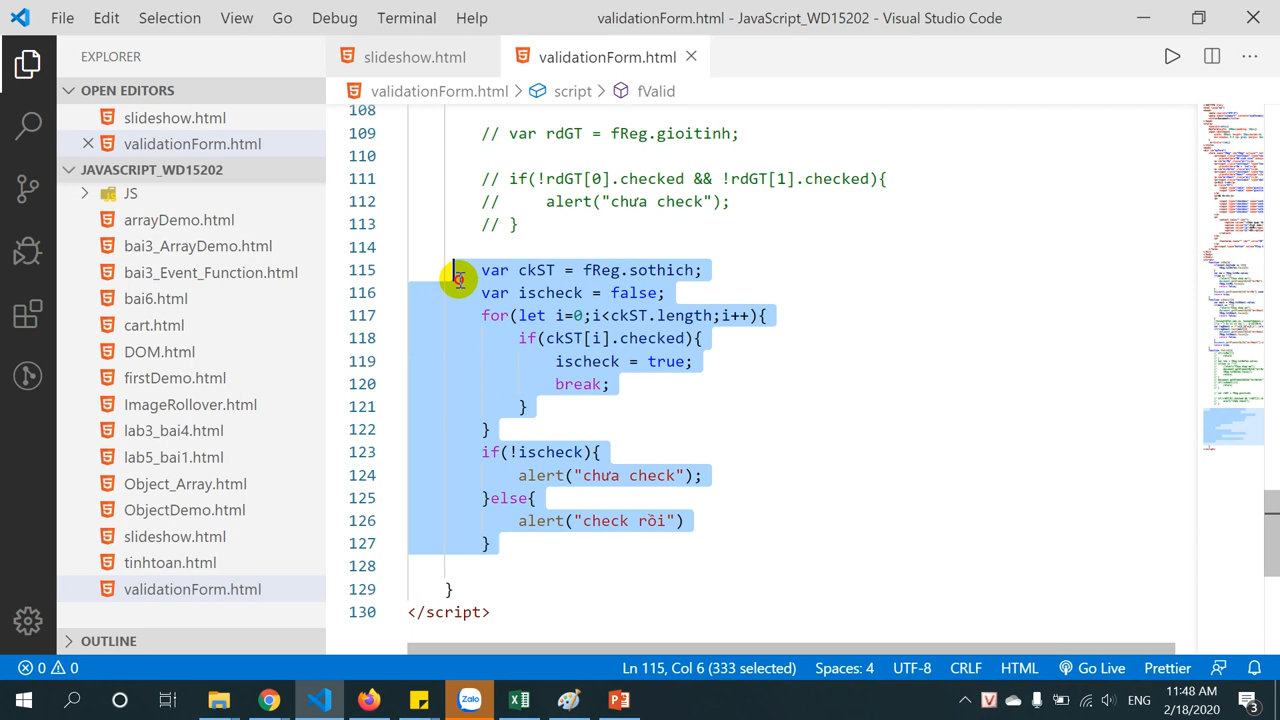 File Edit Selection View Go Debug Terminal Help validationForm.html - JavaScript_WD15202 - Visual Studio Code
EXPLORER
OPEN EDITORS
slideshow.html
validationForm.html
JAVASCRIPT_WD15202
JS
arrayDemo.html
bai3_ArrayDemo.html
bai3_Event_Function.html
bai6.html
cart.html
DOM.html
firstDemo.html
ImageRollover.html
lab3_bai4.html
lab5_bai1.html
Object_Array.html
ObjectDemo.html
slideshow.html
tinhtoan.html
validationForm.html
OUTLINE
slideshow.html validationForm.html
validationForm.html > script > fValid
108
109 // var rdGT = fReg.gioitinh;
110
111 // if(!rdGT[0].checked && !rdGT[1].checked){
112 // alert("chưa check");
113 // }
114
115 var ckST = fReg.sothich;
116 var ischeck = false;
117 for(let i=0;i<ckST.length;i++){
118 if(ckST[i].checked){
119 ischeck = true;
120 break;
121 }
122 }
123 if(!ischeck){
124 alert("chưa check");
125 }else{
126 alert("check rồi")
127 }
128
129 }
130 </script>
0 0 Ln 115, Col 6 (333 selected) Spaces: 4 UTF-8 CRLF HTML Go Live Prettier
Zalo ENG 11:48 AM
2/18/2020 3